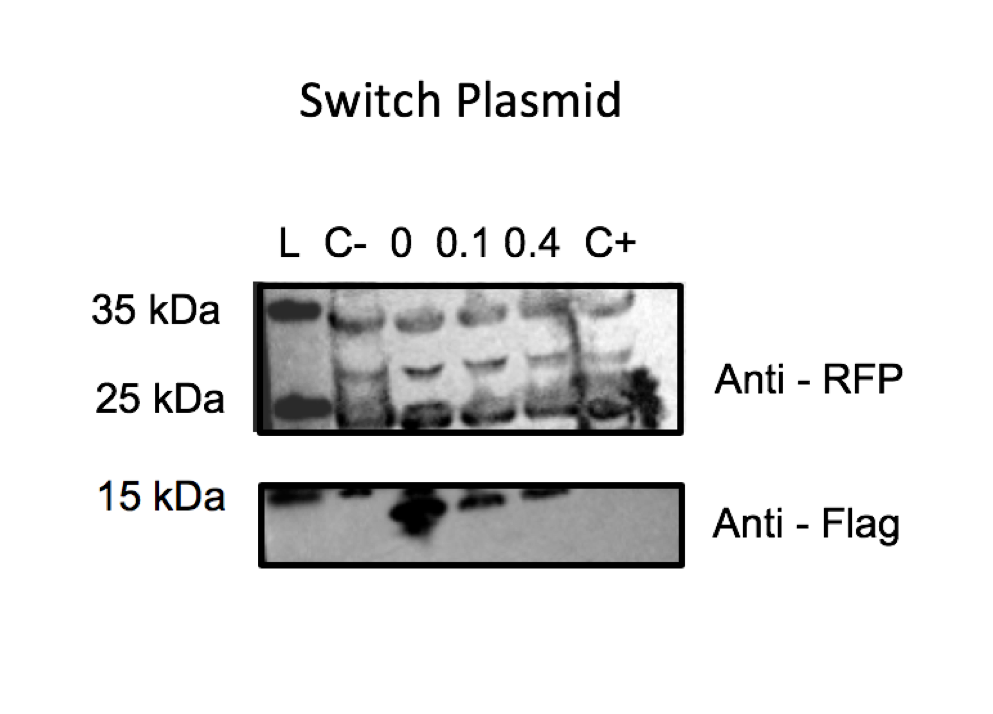 Switch Plasmid
L C- 0 0.1 0.4 C+
35 kDa
25 kDa
Anti - RFP
15 kDa
Anti - Flag